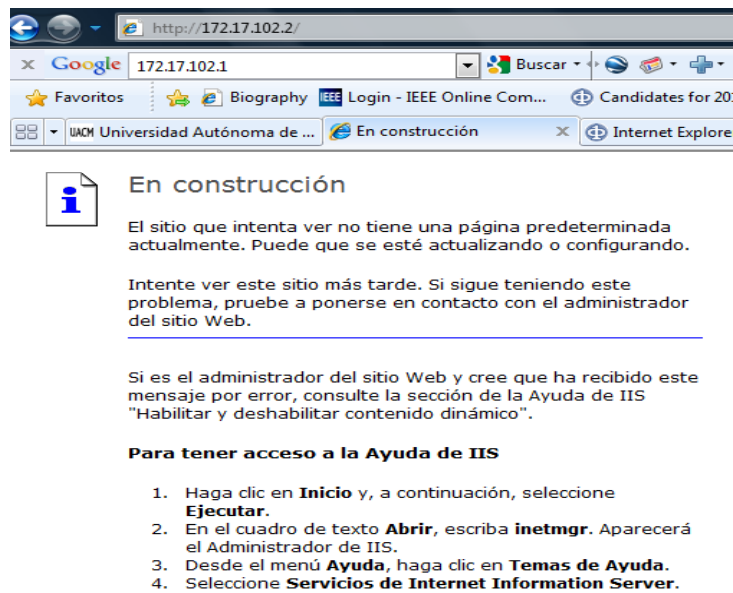 http://172.17.102.2/
x Google 172.17.102.1 Buscar
Favoritos Biography IEEE Login - IEEE Online Com... Candidates for 20
UACM Universidad Autónoma de ... En construcción x Internet Explore
En construcción
El sitio que intenta ver no tiene una página predeterminada
actualmente. Puede que se esté actualizando o configurando.
Intente ver este sitio más tarde. Si sigue teniendo este
problema, pruebe a ponerse en contacto con el administrador
del sitio Web.
Si es el administrador del sitio Web y cree que ha recibido este
mensaje por error, consulte la sección de la Ayuda de IIS
"Habilitar y deshabilitar contenido dinámico".
Para tener acceso a la Ayuda de IIS
1. Haga clic en Inicio y, a continuación, seleccione
Ejecutar.
2. En el cuadro de texto Abrir, escriba inetmgr. Aparecerá
el Administrador de IIS.
3. Desde el menú Ayuda, haga clic en Temas de Ayuda.
4. Seleccione Servicios de Internet Information Server.